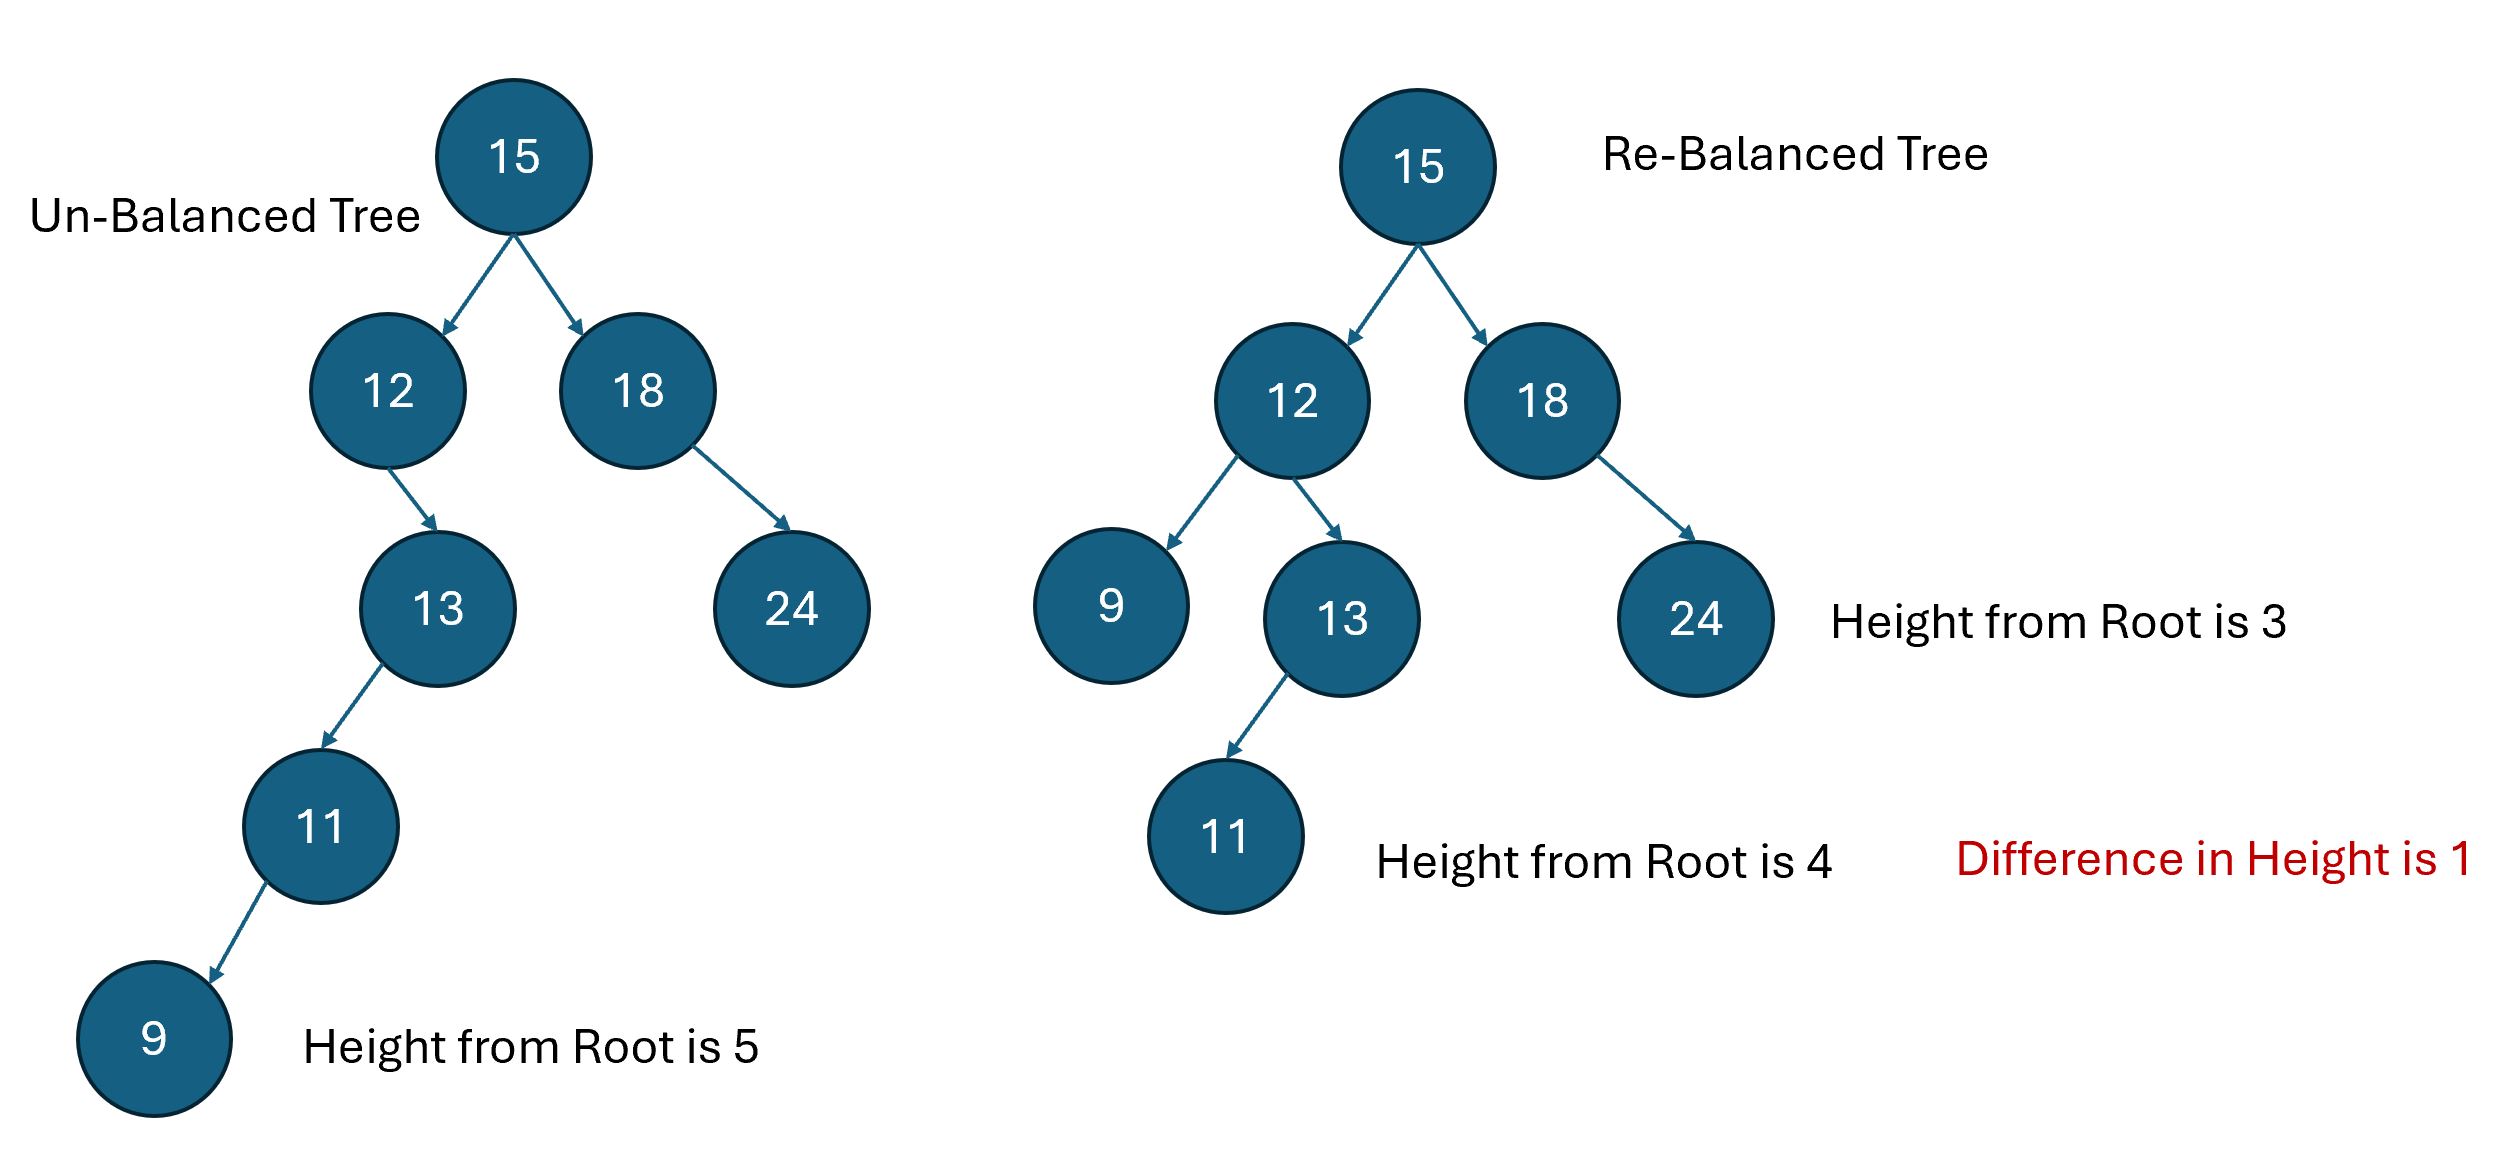 Un-Balanced Tree
15
12
18
13
24
11
9
Height from Root is 5
Re-Balanced Tree
15
12
18
9
13
24
Height from Root is 3
11
Height from Root is 4
Difference in Height is 1